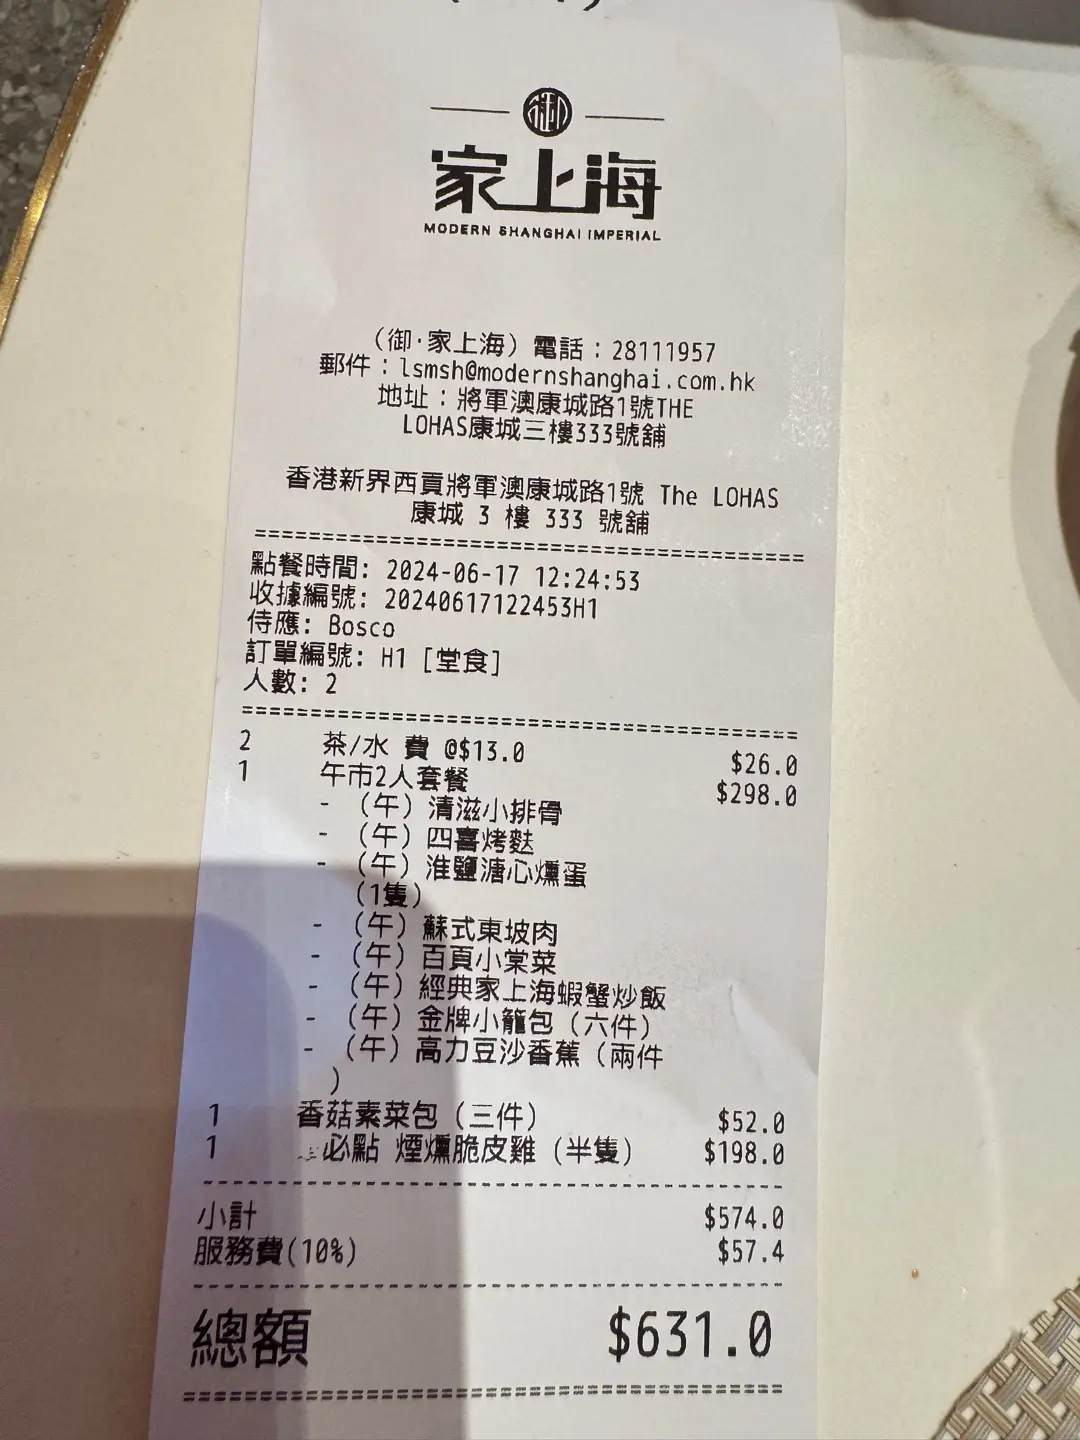 御
家上海
MODERN SHANGHAI IMPERIAL
（御·家上海）電話：28111957
郵件：lsmsh@modernshanghai.com.hk
地址：將軍澳康城路1號THE
LOHAS康城三樓333號舖
香港新界西貢將軍澳康城路1號 The LOHAS
康城 3 樓 333 號舖
點餐時間: 2024-06-17 12:24:53
收據編號: 20240617122453H1
侍應: Bosco
訂單編號: H1 [堂食]
人數: 2
2 茶/水 費 @$13.0 $26.0
1 午市2人套餐 $298.0
- （午）清滋小排骨
- （午）四喜烤麩
- （午）淮鹽溏心燻蛋
（1隻）
- （午）蘇式東坡肉
- （午）百頁小棠菜
- （午）經典家上海蝦蟹炒飯
- （午）金牌小籠包（六件）
- （午）高力豆沙香蕉（兩件
）
1 香菇素菜包（三件） $52.0
1 必點 煙燻脆皮雞（半隻） $198.0
小計 $574.0
服務費(10%) $57.4
總額 $631.0